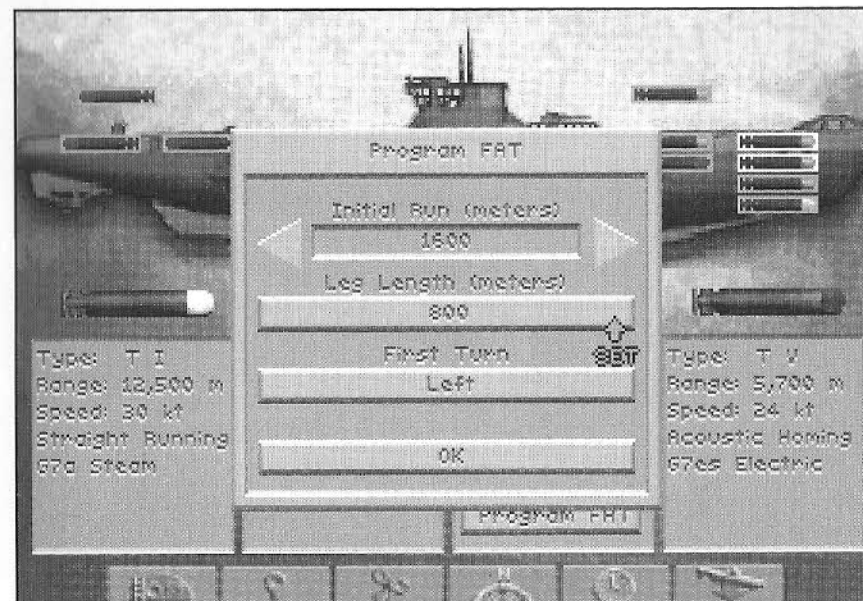 Program FAT
Initial Run (meters)
1600
Leg Length (meters)
800
SET
First Turn
Left
OK
Type: T I
Range: 12,500 m
Speed: 30 kt
Straight Running
G7a Steam
Type: T V
Range: 5,700 m
Speed: 24 kt
Acoustic Homing
G7es Electric
Program FAT